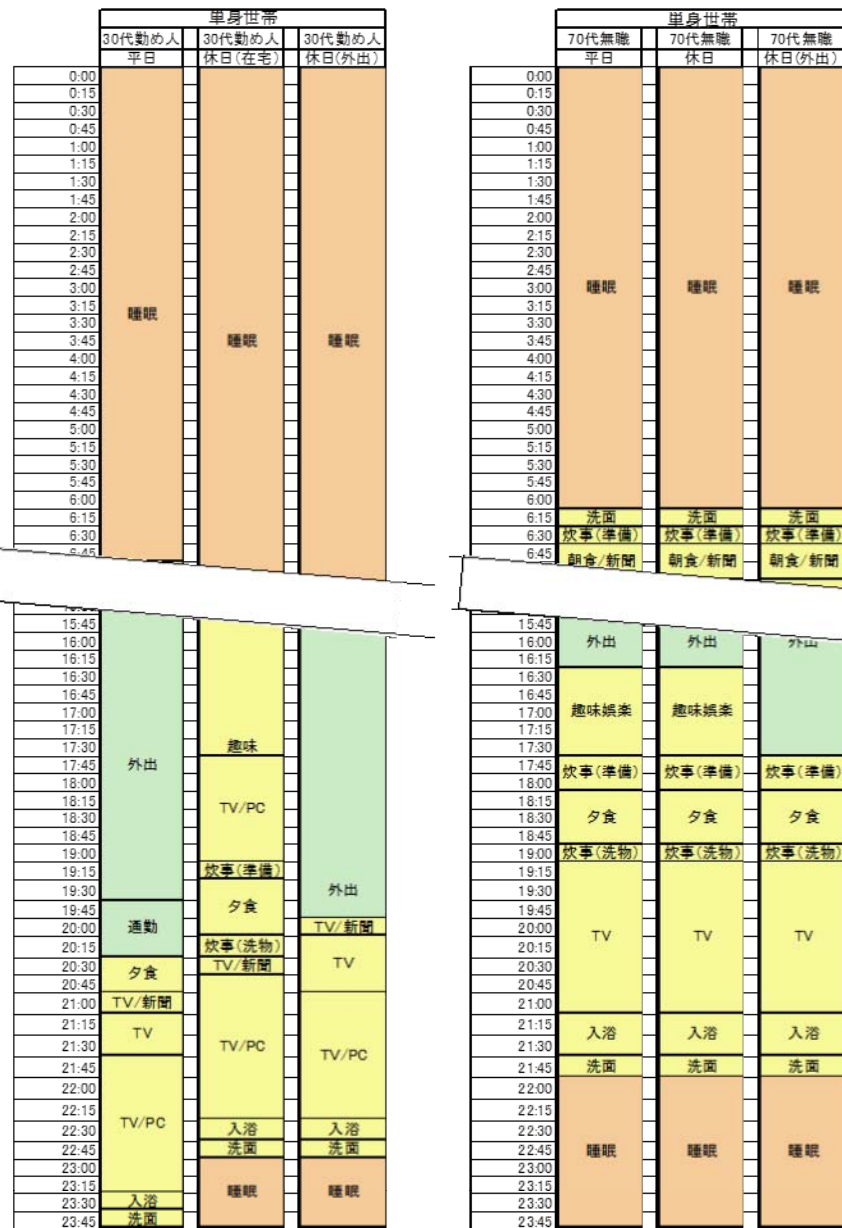 単身世帯
30代勤め人 30代勤め人 30代勤め人
平日 休日(在宅) 休日(外出)
0:00
0:15
0:30
0:45
1:00
1:15
1:30
1:45
2:00
2:15
2:30
2:45
3:00
3:15 睡眠
3:30
3:45 睡眠 睡眠
4:00
4:15
4:30
4:45
5:00
5:15
5:30
5:45
6:00
6:15
6:30
6:45
15:45
16:00
16:15
16:30
16:45
17:00
17:15
17:30 趣味
17:45 外出
18:00
18:15 TV/PC
18:30
18:45
19:00
19:15 炊事(準備)
19:30 外出
19:45 夕食
20:00 通勤 TV/新聞
20:15 炊事(洗物)
20:30 夕食 TV/新聞 TV
20:45
21:00 TV/新聞
21:15 TV
21:30 TV/PC TV/PC
21:45
22:00
22:15 TV/PC
22:30 入浴 入浴
22:45 洗面 洗面
23:00
23:15 睡眠 睡眠
23:30 入浴
23:45 洗面
単身世帯
70代無職 70代無職 70代無職
平日 休日 休日(外出)
0:00
0:15
0:30
0:45
1:00
1:15
1:30
1:45
2:00
2:15
2:30
2:45
3:00 睡眠 睡眠 睡眠
3:15
3:30
3:45
4:00
4:15
4:30
4:45
5:00
5:15
5:30
5:45
6:00
6:15 洗面 洗面 洗面
6:30 炊事(準備) 炊事(準備) 炊事(準備)
6:45 朝食/新聞 朝食/新聞 朝食/新聞
15:45
16:00 外出 外出 外出
16:15
16:30
16:45
17:00 趣味娯楽 趣味娯楽
17:15
17:30
17:45 炊事(準備) 炊事(準備) 炊事(準備)
18:00
18:15
18:30 夕食 夕食 夕食
18:45
19:00 炊事(洗物) 炊事(洗物) 炊事(洗物)
19:15
19:30
19:45
20:00 TV TV TV
20:15
20:30
20:45
21:00
21:15 入浴 入浴 入浴
21:30
21:45 洗面 洗面 洗面
22:00
22:15
22:30
22:45 睡眠 睡眠 睡眠
23:00
23:15
23:30
23:45